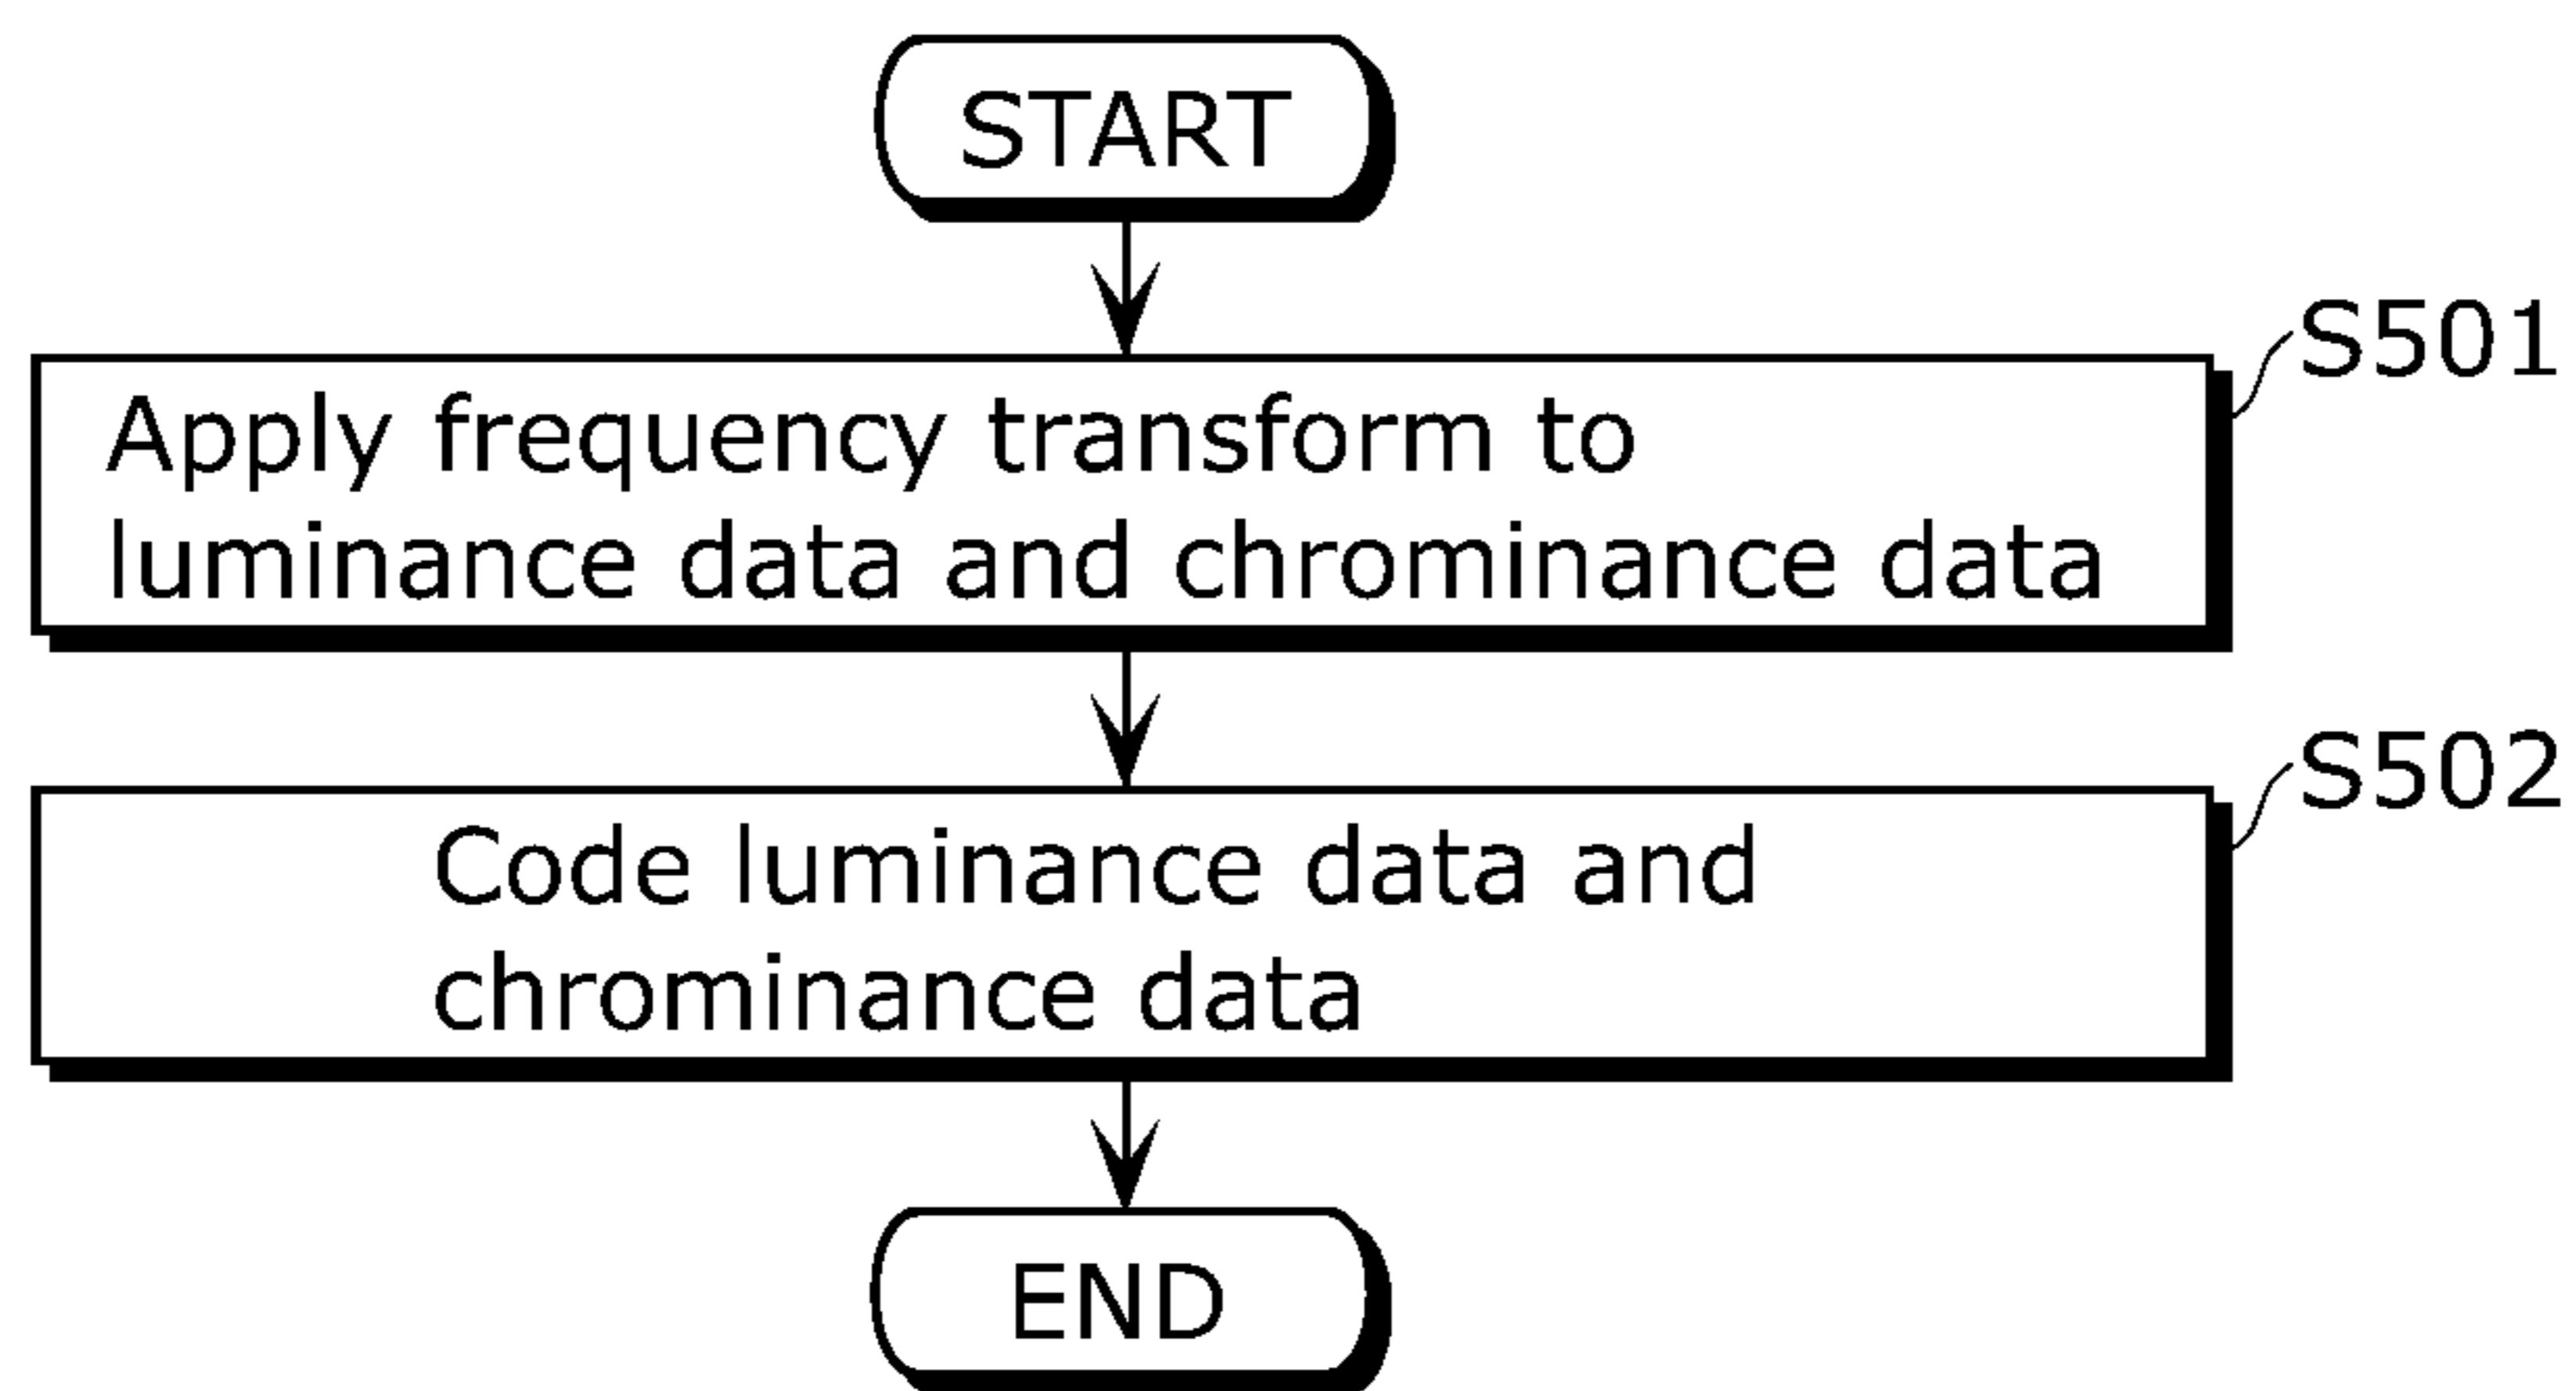 START
S501
Apply frequency transform to
luminance data and chrominance data
S502
Code luminance data and
chrominance data
END